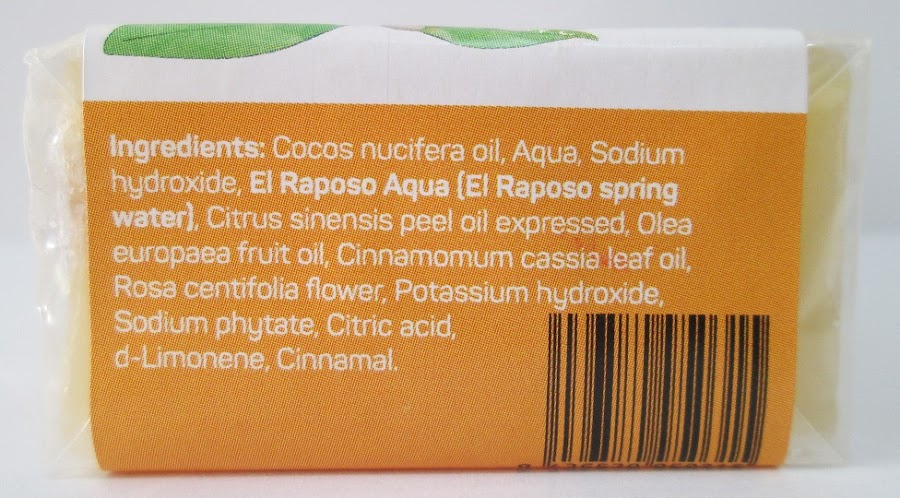 Ingredients: Cocos nucifera oil, Aqua, Sodium
hydroxide, El Raposo Aqua (El Raposo spring
water), Citrus sinensis peel oil expressed, Olea
europaea fruit oil, Cinnamomum cassia leaf oil,
Rosa centifolia flower, Potassium hydroxide,
Sodium phytate, Citric acid,
d-Limonene, Cinnamal.